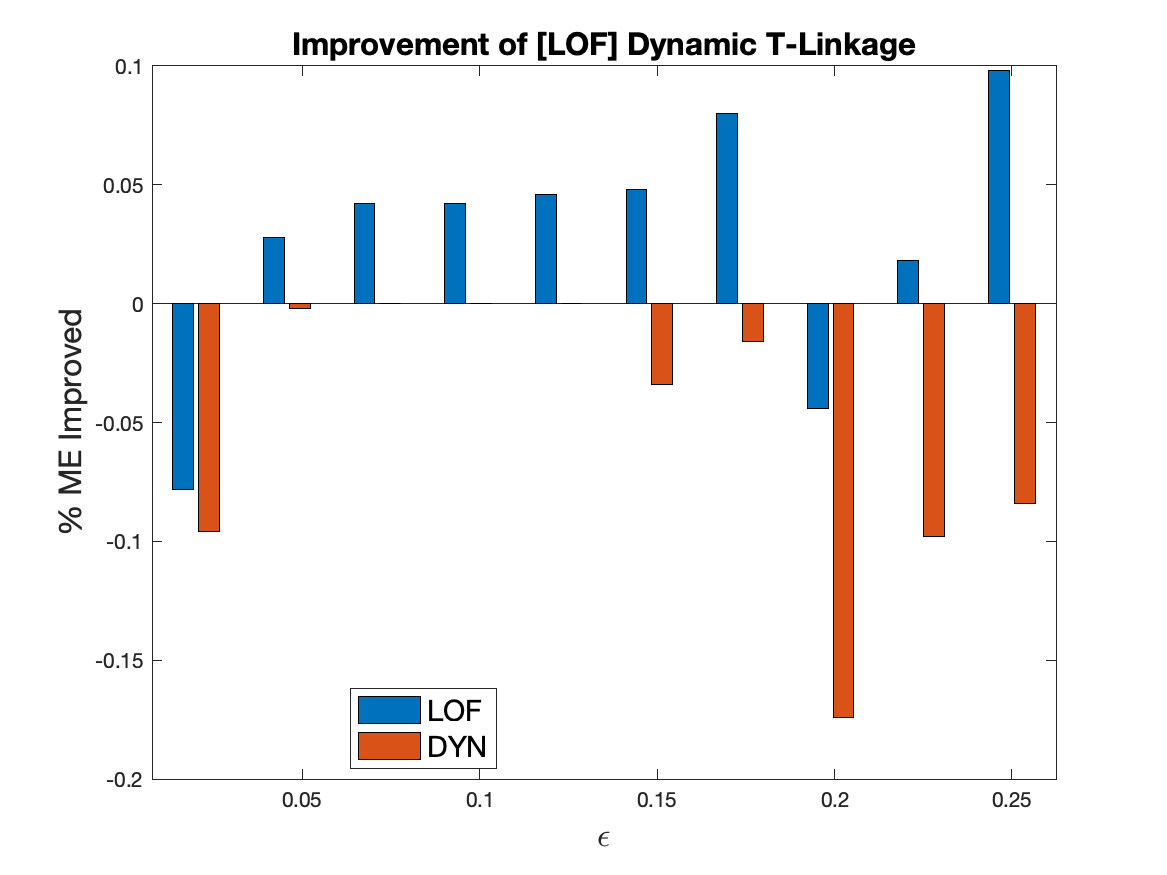 Improvement of [LOF] Dynamic T-Linkage
0.1
0.05
0
-0.05
-0.1
-0.15
-0.2
% ME Improved
LOF
DYN
0.05
0.1
0.15
0.2
0.25
ϵ